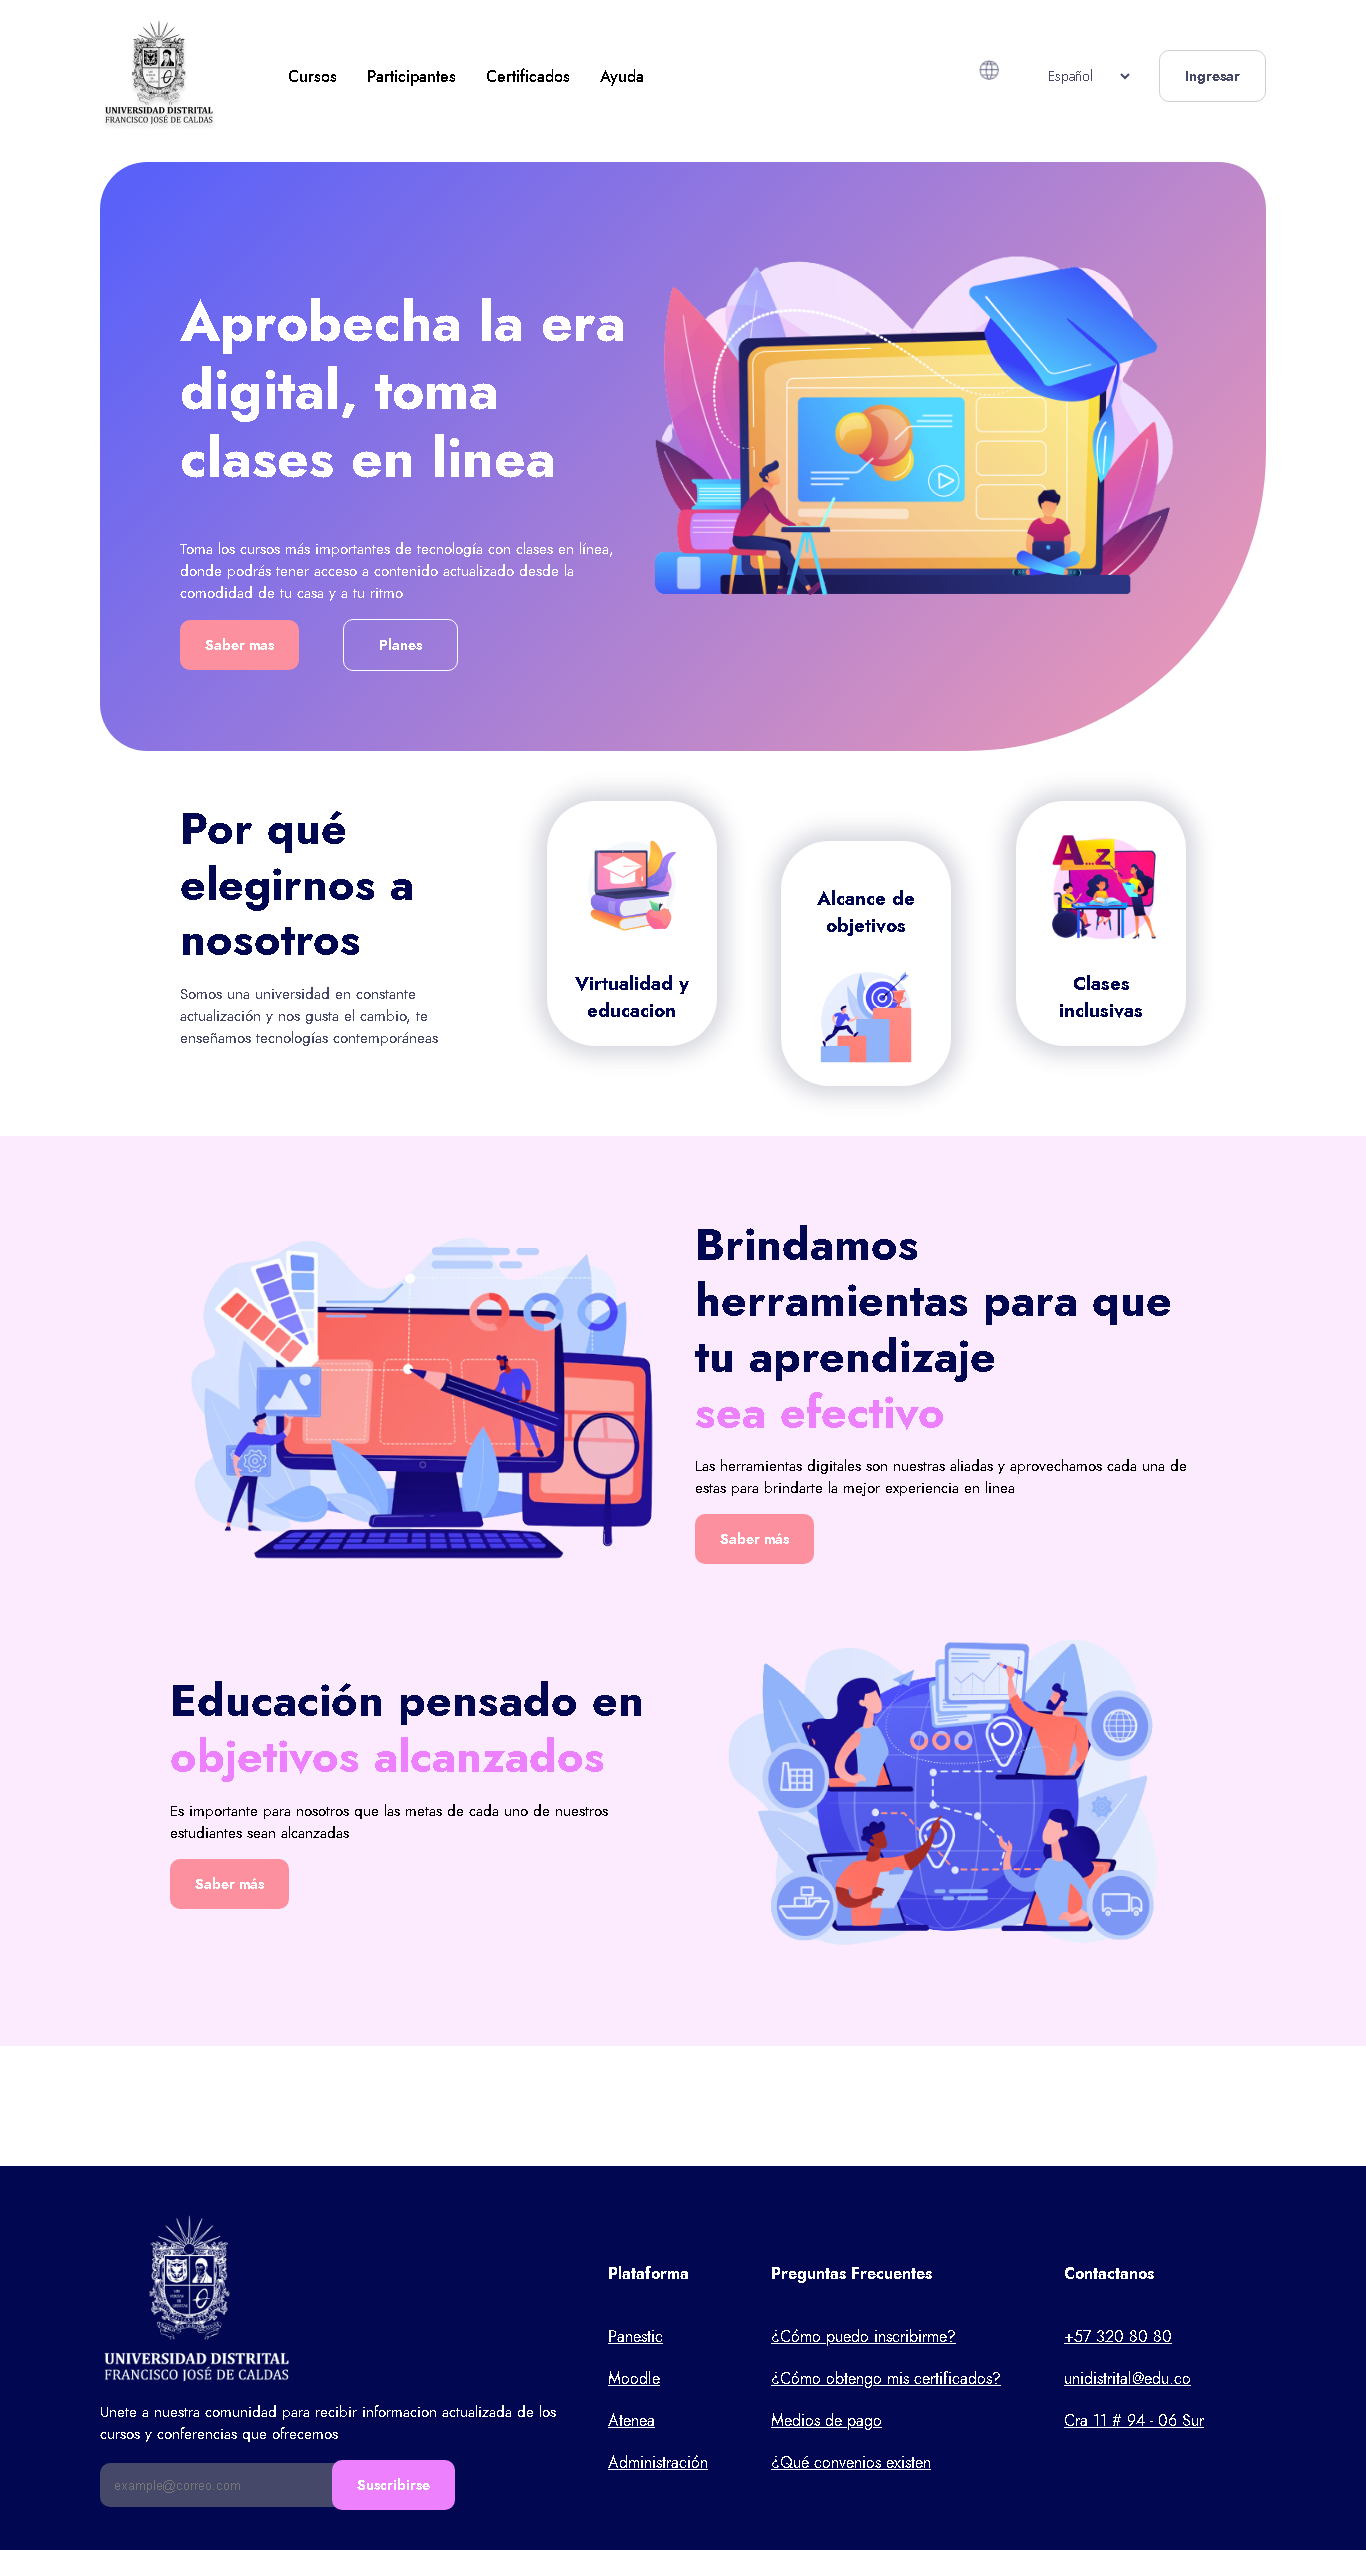 UNIVERSIDAD DISTRITAL
FRANCISCO JOSÉ DE CALDAS
Cursos
Participantes
Certificados
Ayuda
Español
Ingresar
Aprobecha la era
digital, toma
clases en linea
Toma los cursos más importantes de tecnología con clases en línea,
donde podrás tener acceso a contenido actualizado desde la
comodidad de tu casa y a tu ritmo
Saber mas
Planes
Por qué
elegirnos a
nosotros
Somos una universidad en constante
actualización y nos gusta el cambio, te
enseñamos tecnologías contemporáneas
Virtualidad y
educacion
Alcance de
objetivos
A...z
Clases
inclusivas
Brindamos
herramientas para que
tu aprendizaje
sea efectivo
Las herramientas digitales son nuestras aliadas y aprovechamos cada una de
estas para brindarte la mejor experiencia en linea
Saber más
Educación pensado en
objetivos alcanzados
Es importante para nosotros que las metas de cada uno de nuestros
estudiantes sean alcanzadas
Saber más
UNIVERSIDAD DISTRITAL
FRANCISCO JOSÉ DE CALDAS
Unete a nuestra comunidad para recibir informacion actualizada de los
cursos y conferencias que ofrecemos
example@correo.com
Suscribirse
Plataforma
Panestic
Moodle
Atenea
Administración
Preguntas Frecuentes
¿Cómo puedo inscribirme?
¿Cómo obtengo mis certificados?
Medios de pago
¿Qué convenios existen
Contactanos
+57 320 80 80
unidistrital@edu.co
Cra 11 # 94 - 06 Sur